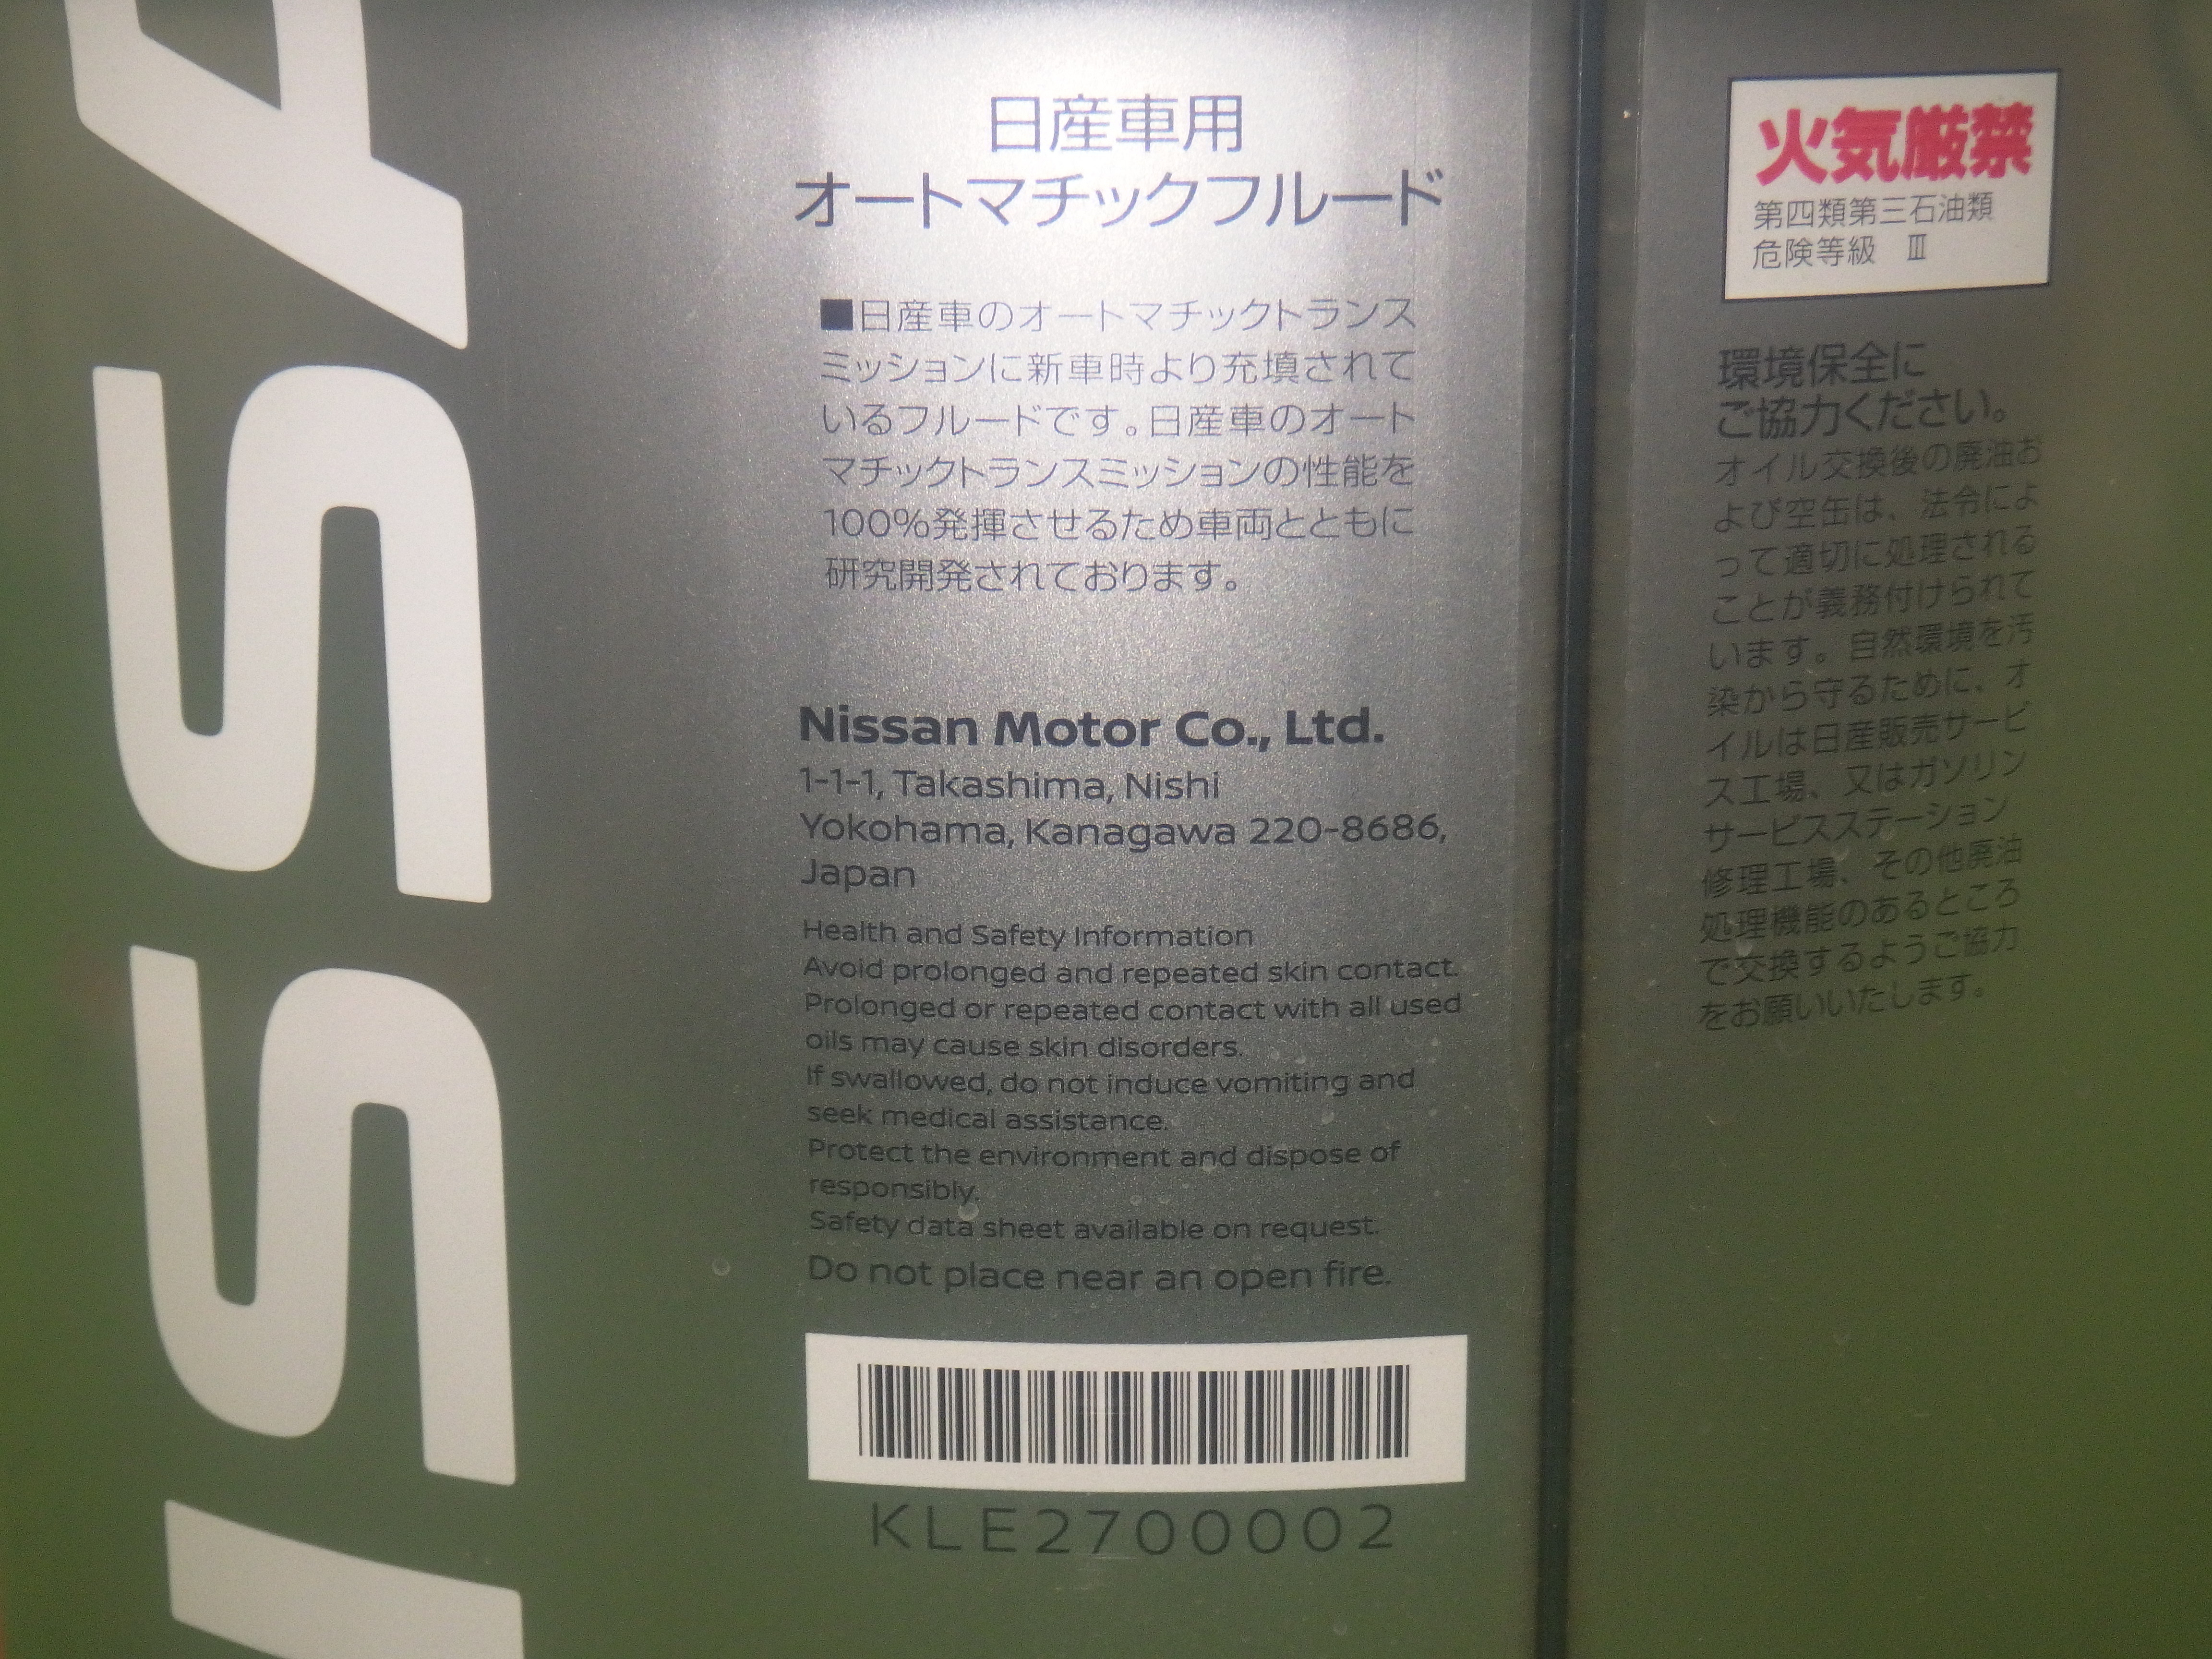 NISSA
日産車用
オートマチックフルード
■日産車のオートマチックトランス
ミッションに新車時より充填されて
いるフルードです。日産車のオート
マチックトランスミッションの性能を
100%発揮させるため車両とともに
研究開発されております。
Nissan Motor Co., Ltd.
1-1-1, Takashima, Nishi
Yokohama, Kanagawa 220-8686,
Japan
Health and Safety Information
Avoid prolonged and repeated skin contact.
Prolonged or repeated contact with all used
oils may cause skin disorders.
If swallowed, do not induce vomiting and
seek medical assistance.
Protect the environment and dispose of
responsibly.
Safety data sheet available on request.
Do not place near an open fire.
KLE2700002
火気厳禁
第四類第三石油類
危険等級 Ⅲ
環境保全に
ご協力ください。
オイル交換後の廃油お
よび空缶は、法令によ
って適切に処理される
ことが義務付けられて
います。自然環境を汚
染から守るために、オ
イルは日産販売サービ
ス工場、又はガソリン
サービスステーション
修理工場、その他廃油
処理機能のあるところ
で交換するようご協力
をお願いいたします。